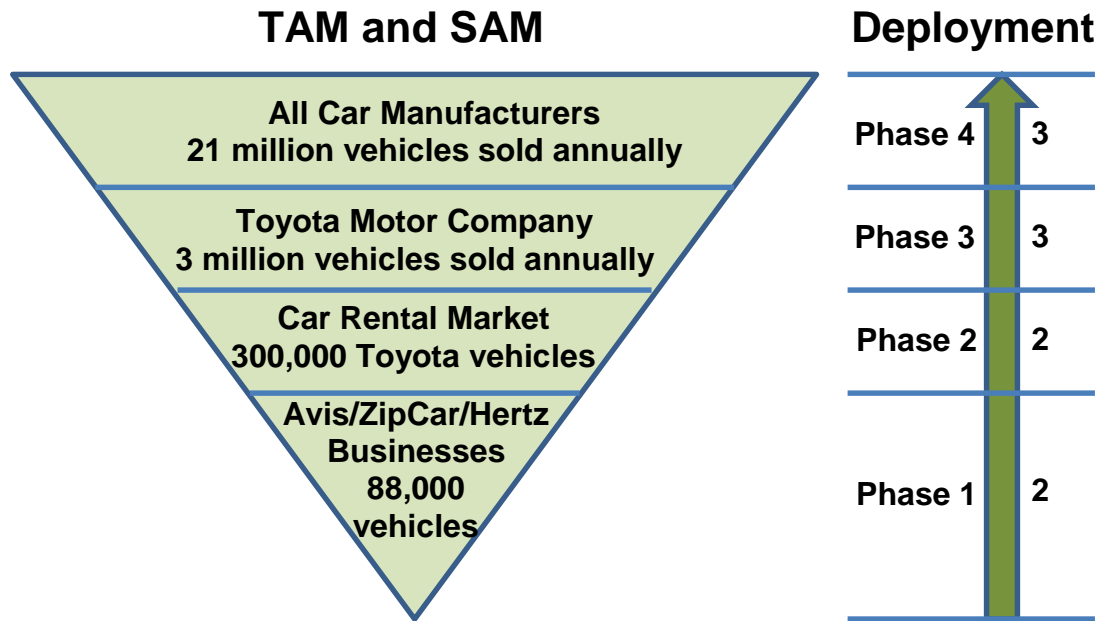 TAM and SAM
Deployment
All Car Manufacturers
21 million vehicles sold annually
Phase 4 3
Toyota Motor Company
3 million vehicles sold annually
Phase 3 3
Car Rental Market
300,000 Toyota vehicles
Phase 2 2
Avis/ZipCar/Hertz
Businesses
88,000
vehicles
Phase 1 2